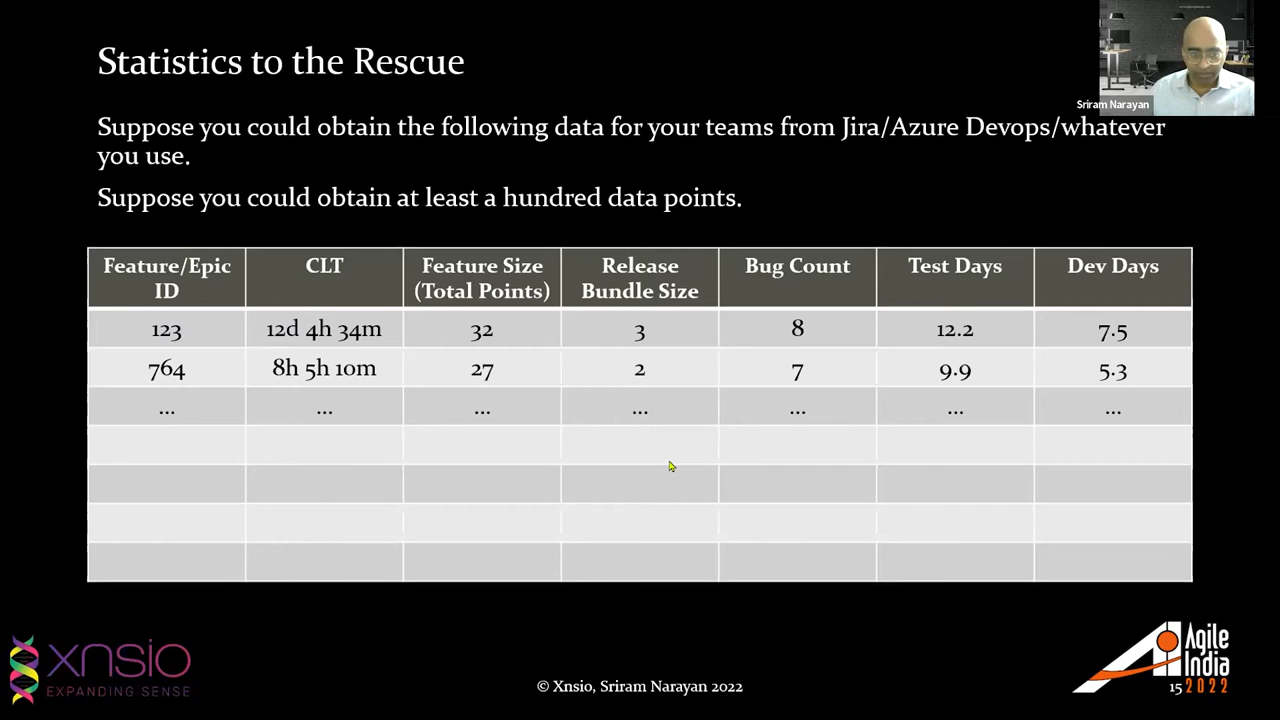 Statistics to the Rescue
Sriram Narayan
Suppose you could obtain the following data for your teams from Jira/Azure Devops/whatever
you use.
Suppose you could obtain at least a hundred data points.
Feature/Epic ID CLT Feature Size (Total Points) Release Bundle Size Bug Count Test Days Dev Days
123 12d 4h 34m 32 3 8 12.2 7.5
764 8h 5h 10m 27 2 7 9.9 5.3
... ... ... ... ... ... ...
xnsio
EXPANDING SENSE
© Xnsio, Sriram Narayan 2022
Agile
India
15 2022